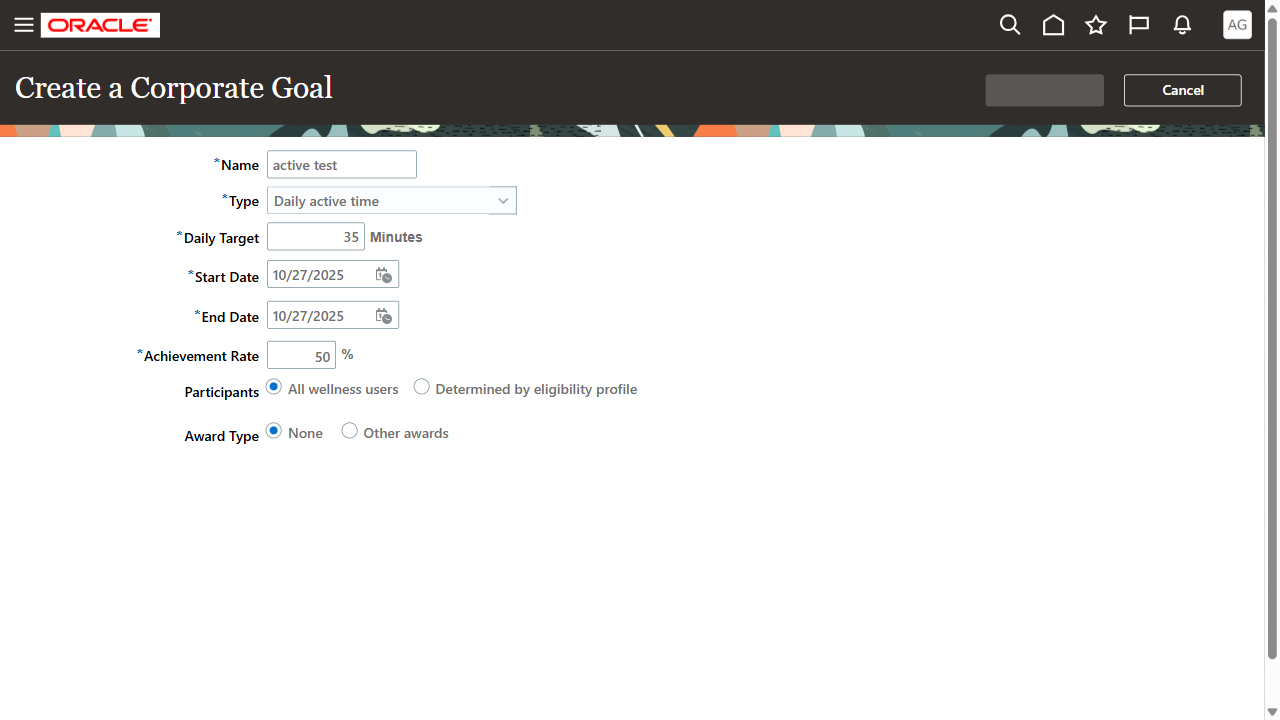 ORACLE
AG
Create a Corporate Goal
Cancel
*Name active test
*Type Daily active time
*Daily Target 35 Minutes
*Start Date 10/27/2025
*End Date 10/27/2025
*Achievement Rate 50 %
Participants All wellness users Determined by eligibility profile
Award Type None Other awards